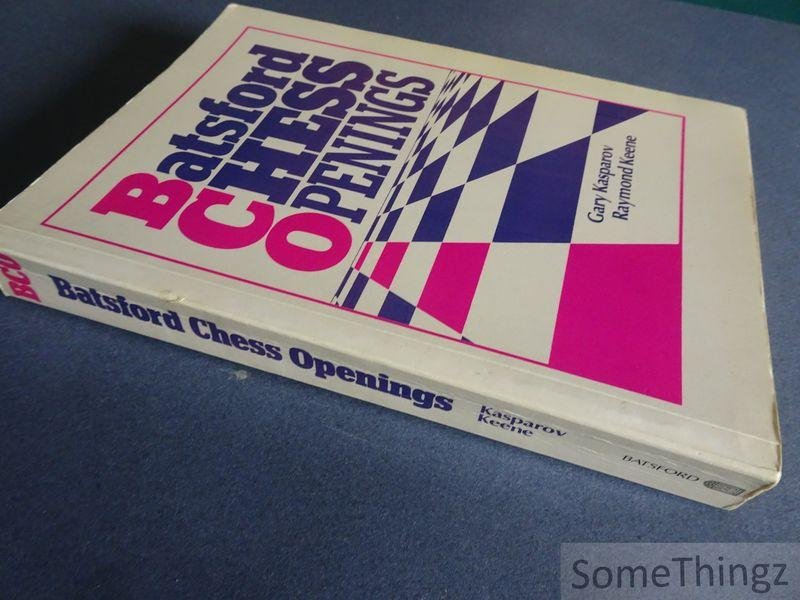 Batsford
CHESS
OPENINGS
Gary Kasparov
Raymond Keene
BCO
Batsford Chess Openings
Kasparov
Keene
BATSFORD
SomeThingz